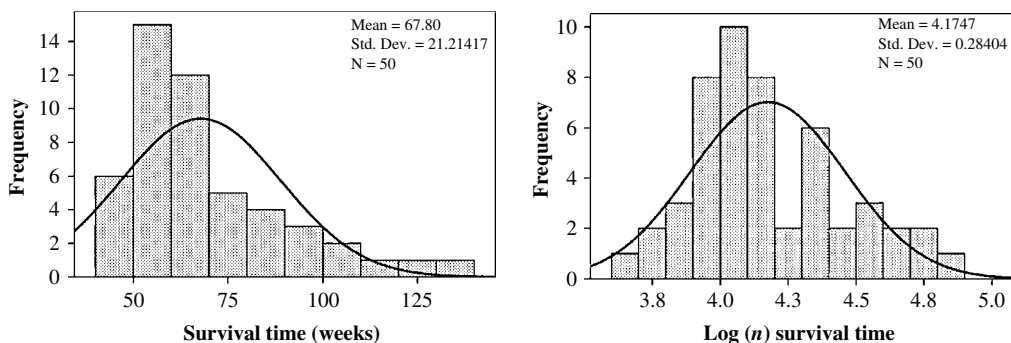 Mean = 67.80
Std. Dev. = 21.21417
N = 50
14
12
10
8
6
4
2
0
Frequency
50 75 100 125
Survival time (weeks)
Mean = 4.1747
Std. Dev. = 0.28404
N = 50
10
8
6
4
2
0
Frequency
3.8 4.0 4.3 4.5 4.8 5.0
Log (n) survival time